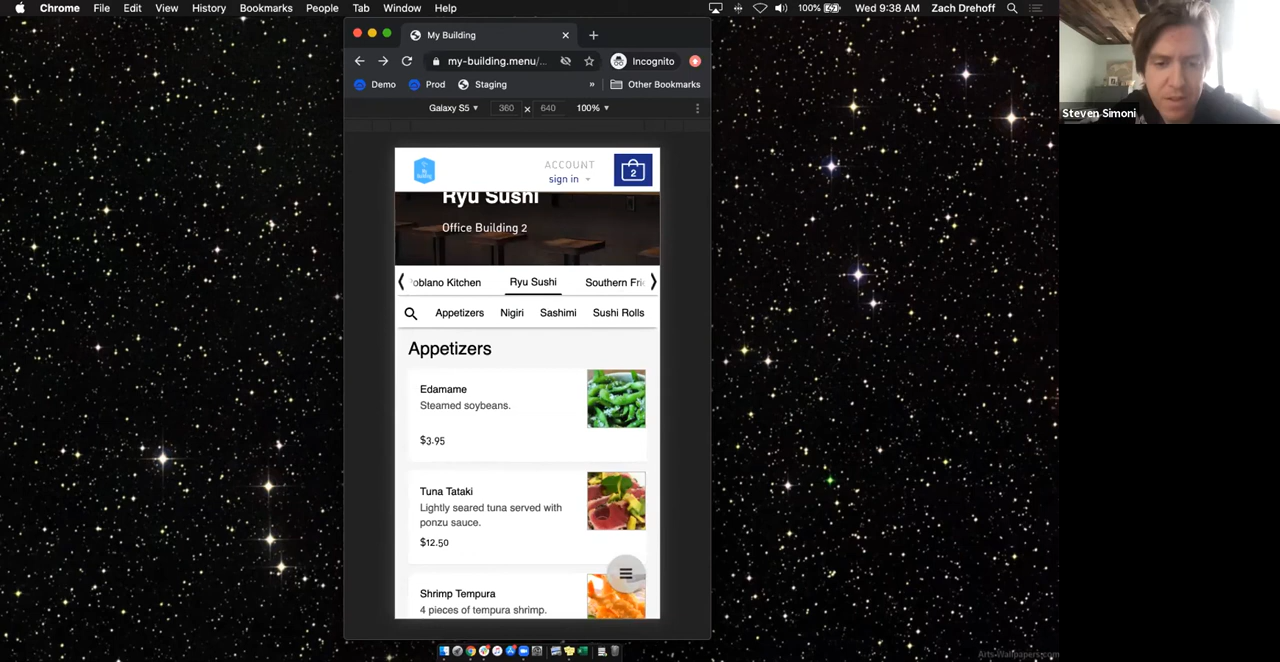 Chrome File Edit View History Bookmarks People Tab Window Help 100% Wed 9:38 AM Zach Drehoff
My Building
my-building.menu/... Incognito
Demo Prod Staging » Other Bookmarks
Galaxy S5 360 × 640 100%
ACCOUNT
sign in
2
Ryu Sushi
Office Building 2
oblano Kitchen Ryu Sushi Southern Fri
Appetizers Nigiri Sashimi Sushi Rolls
Appetizers
Edamame
Steamed soybeans.
$3.95
Tuna Tataki
Lightly seared tuna served with
ponzu sauce.
$12.50
Shrimp Tempura
4 pieces of tempura shrimp.
Steven Simoni
Arts-Wallpapers.com